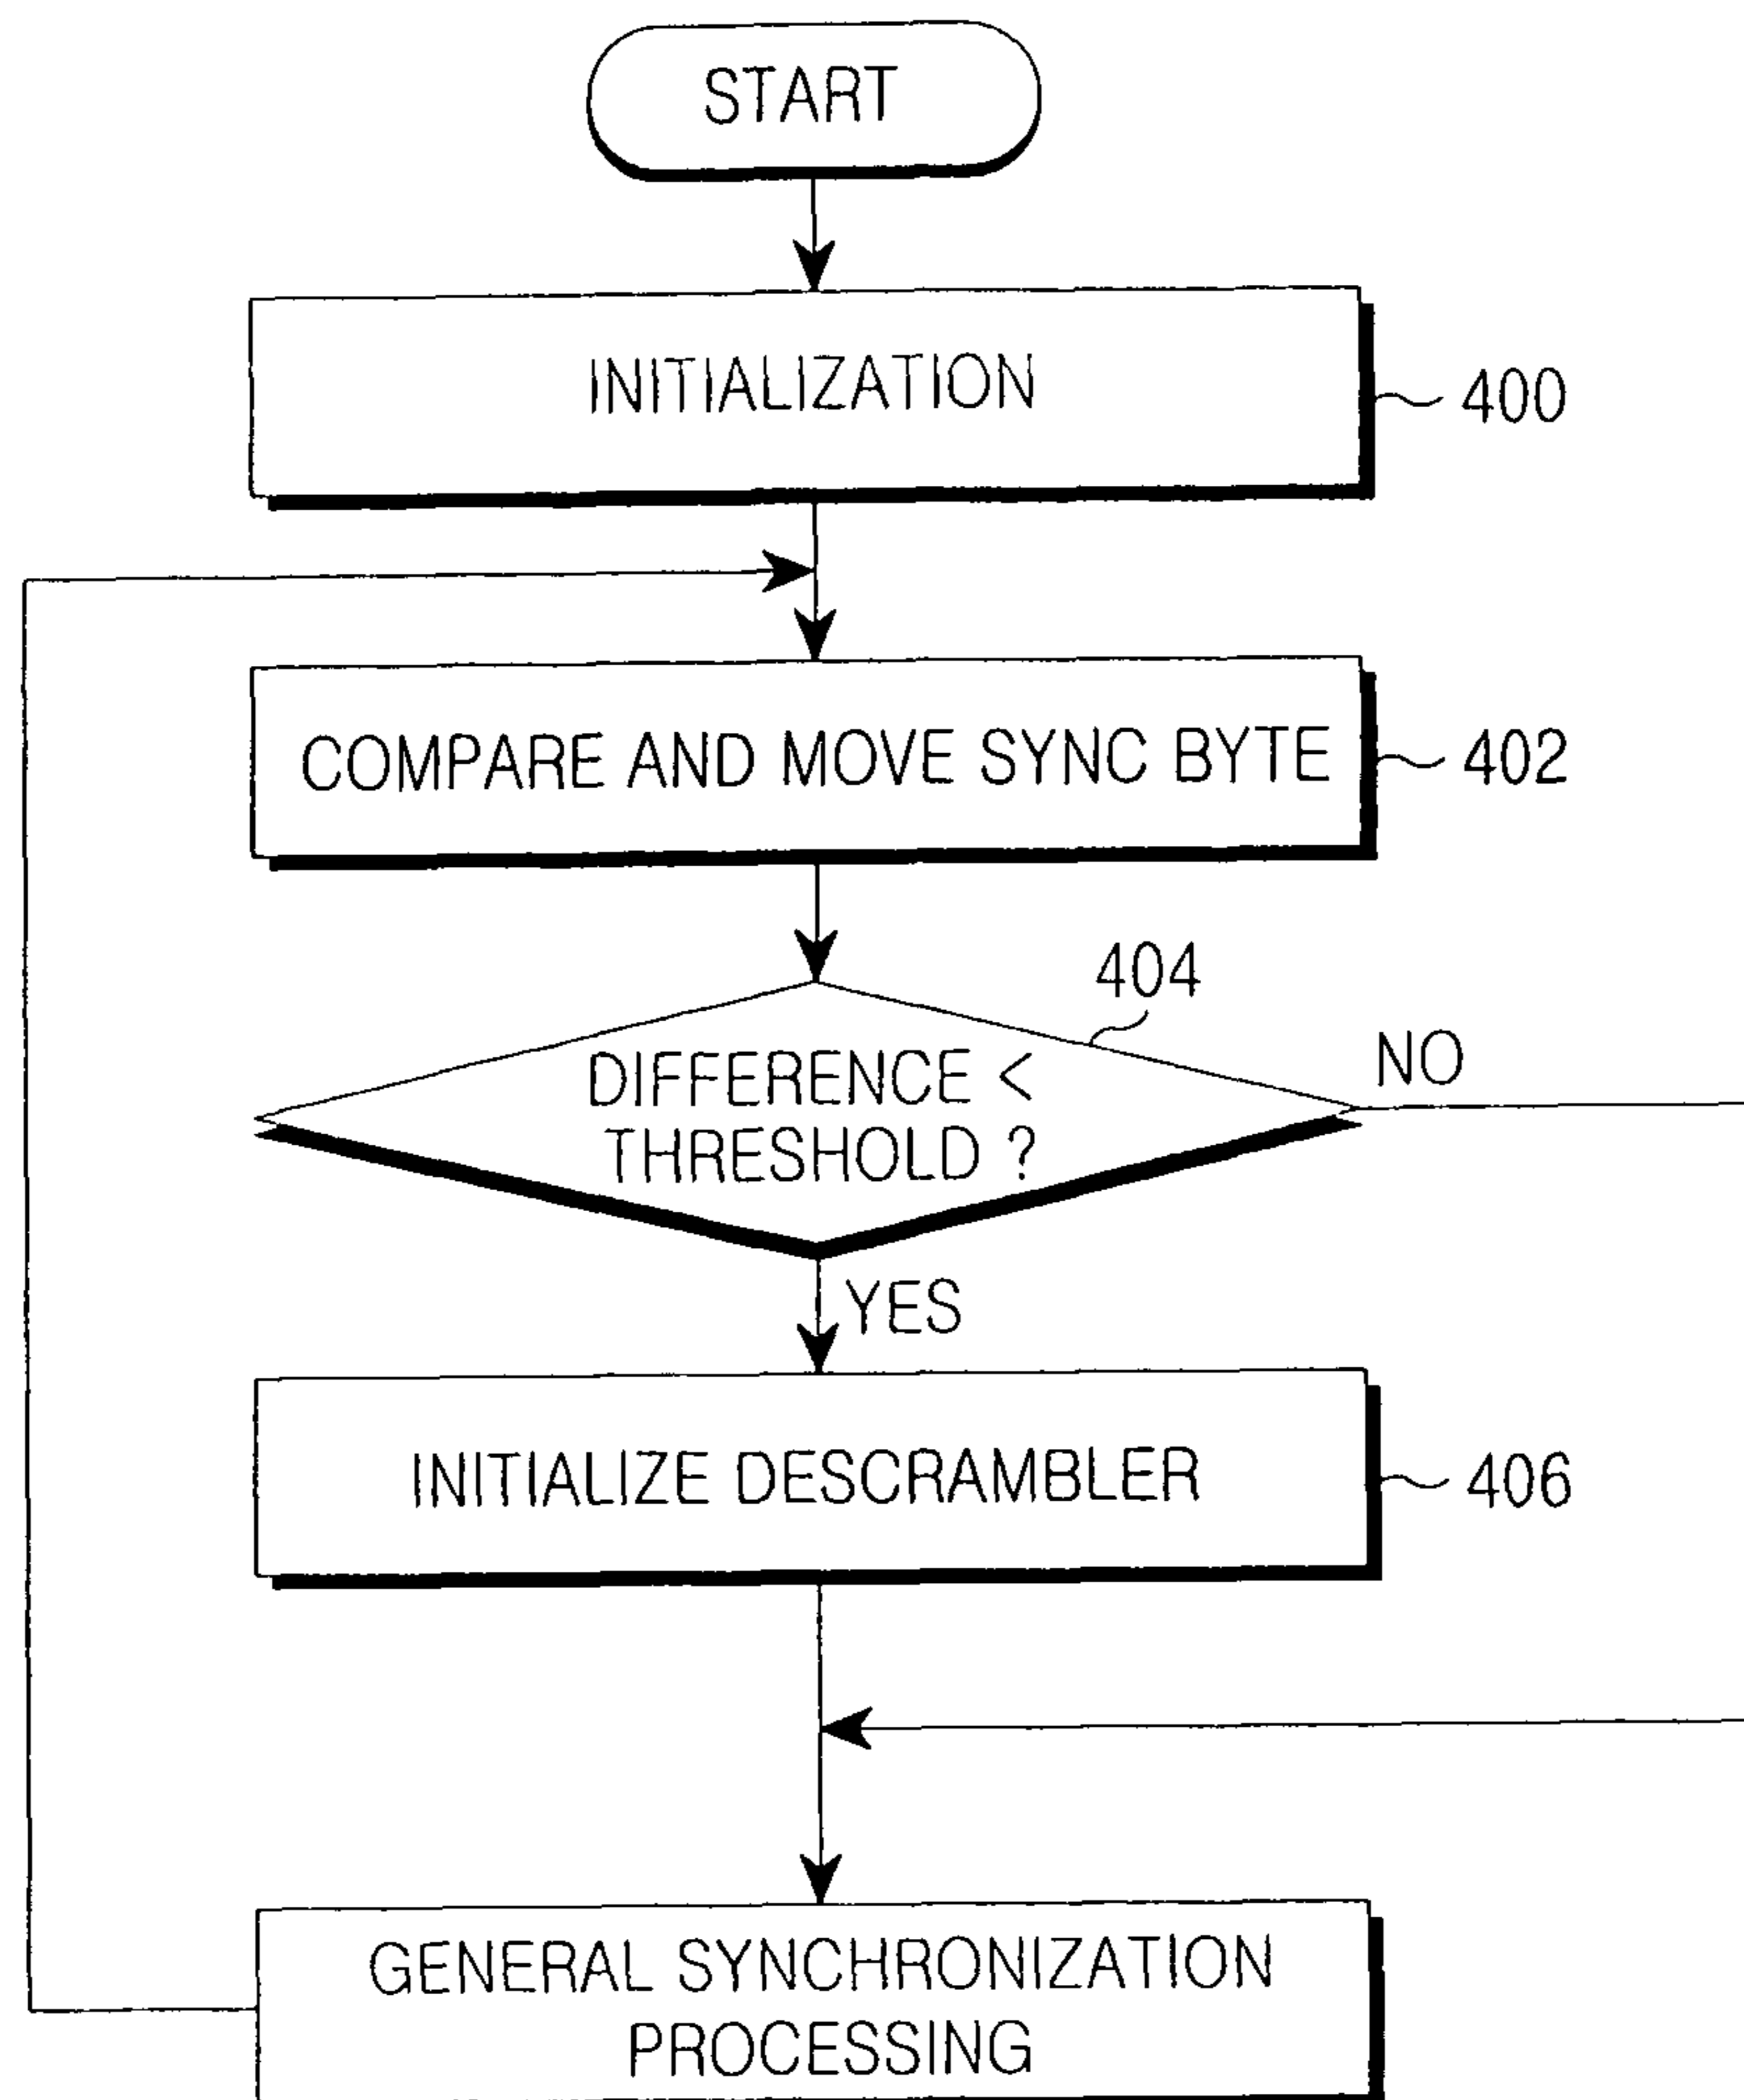 START
INITIALIZATION
400
COMPARE AND MOVE SYNC BYTE
402
404
DIFFERENCE <
THRESHOLD ?
NO
YES
INITIALIZE DESCRAMBLER
406
GENERAL SYNCHRONIZATION
PROCESSING